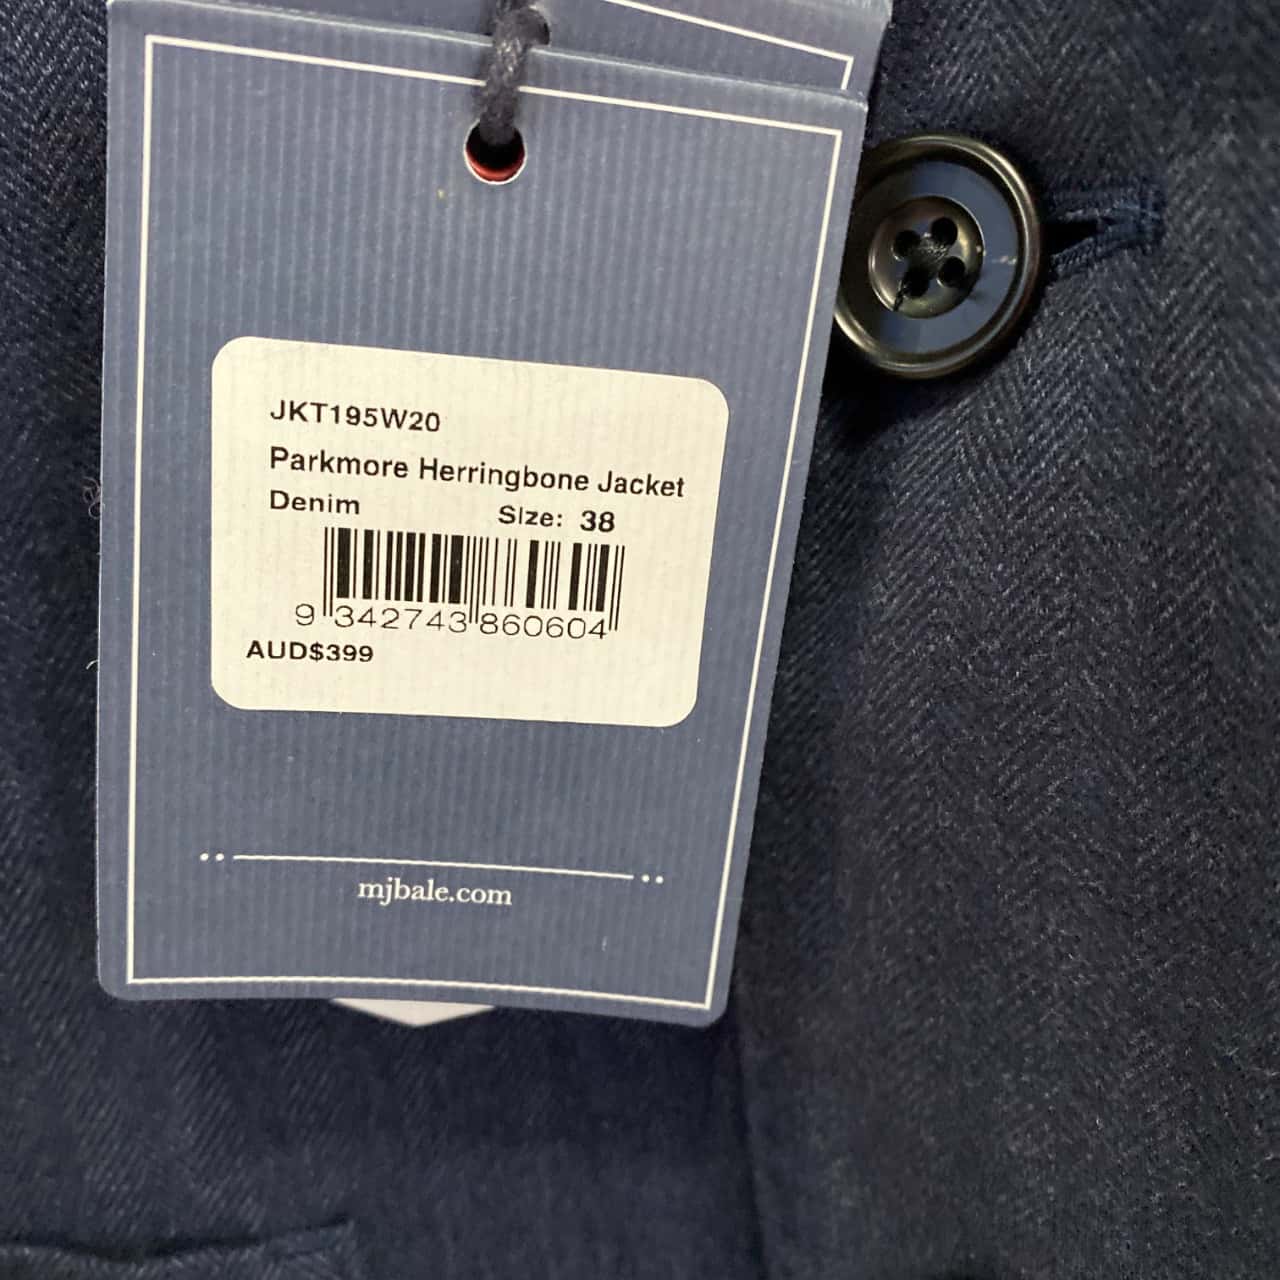 JKT195W20
Parkmore Herringbone Jacket
Denim Size: 38
9 342743 860604
AUD$399
mjbale.com